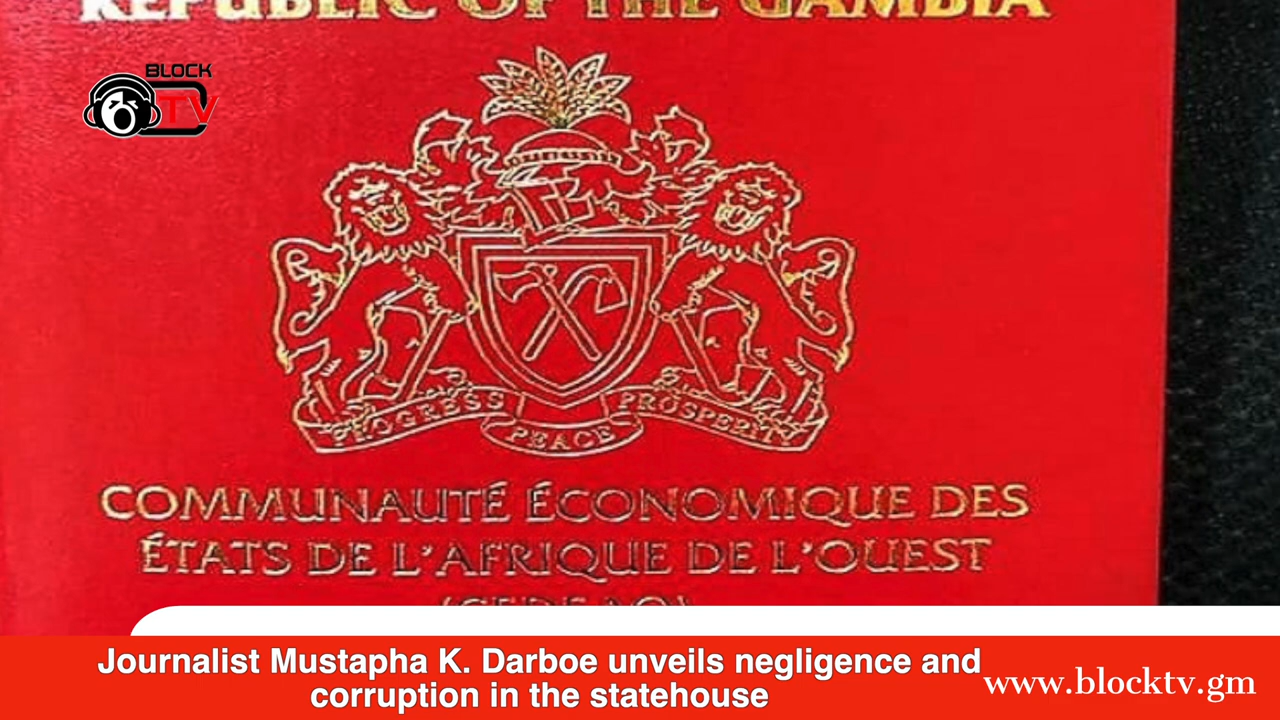 REPUBLIC OF THE GAMBIA
BLOCK
TV
PROGRESS PEACE PROSPERITY
COMMUNAUTÉ ÉCONOMIQUE DES
ÉTATS DE L'AFRIQUE DE L'OUEST
Journalist Mustapha K. Darboe unveils negligence and
corruption in the statehouse
www.blocktv.gm